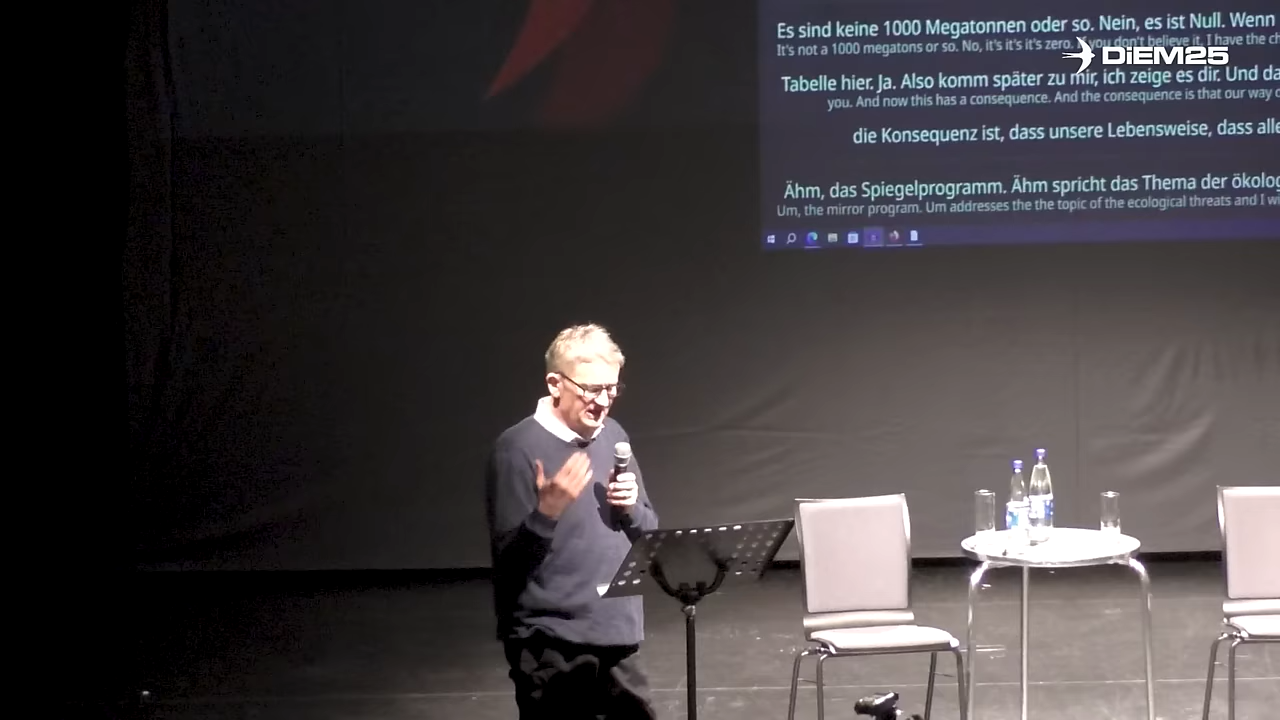 Es sind keine 1000 Megatonnen oder so. Nein, es ist Null. Wenn
It's not a 1000 megatons or so. No, it's it's it's zero. If you don't believe it, I have the ch
DiEM25
Tabelle hier. Ja. Also komm später zu mir, ich zeige es dir. Und da
you. And now this has a consequence. And the consequence is that our way o
die Konsequenz ist, dass unsere Lebensweise, dass alle
Ähm, das Spiegelprogramm. Ähm spricht das Thema der ökolog
Um, the mirror program. Um addresses the the topic of the ecological threats and I wi